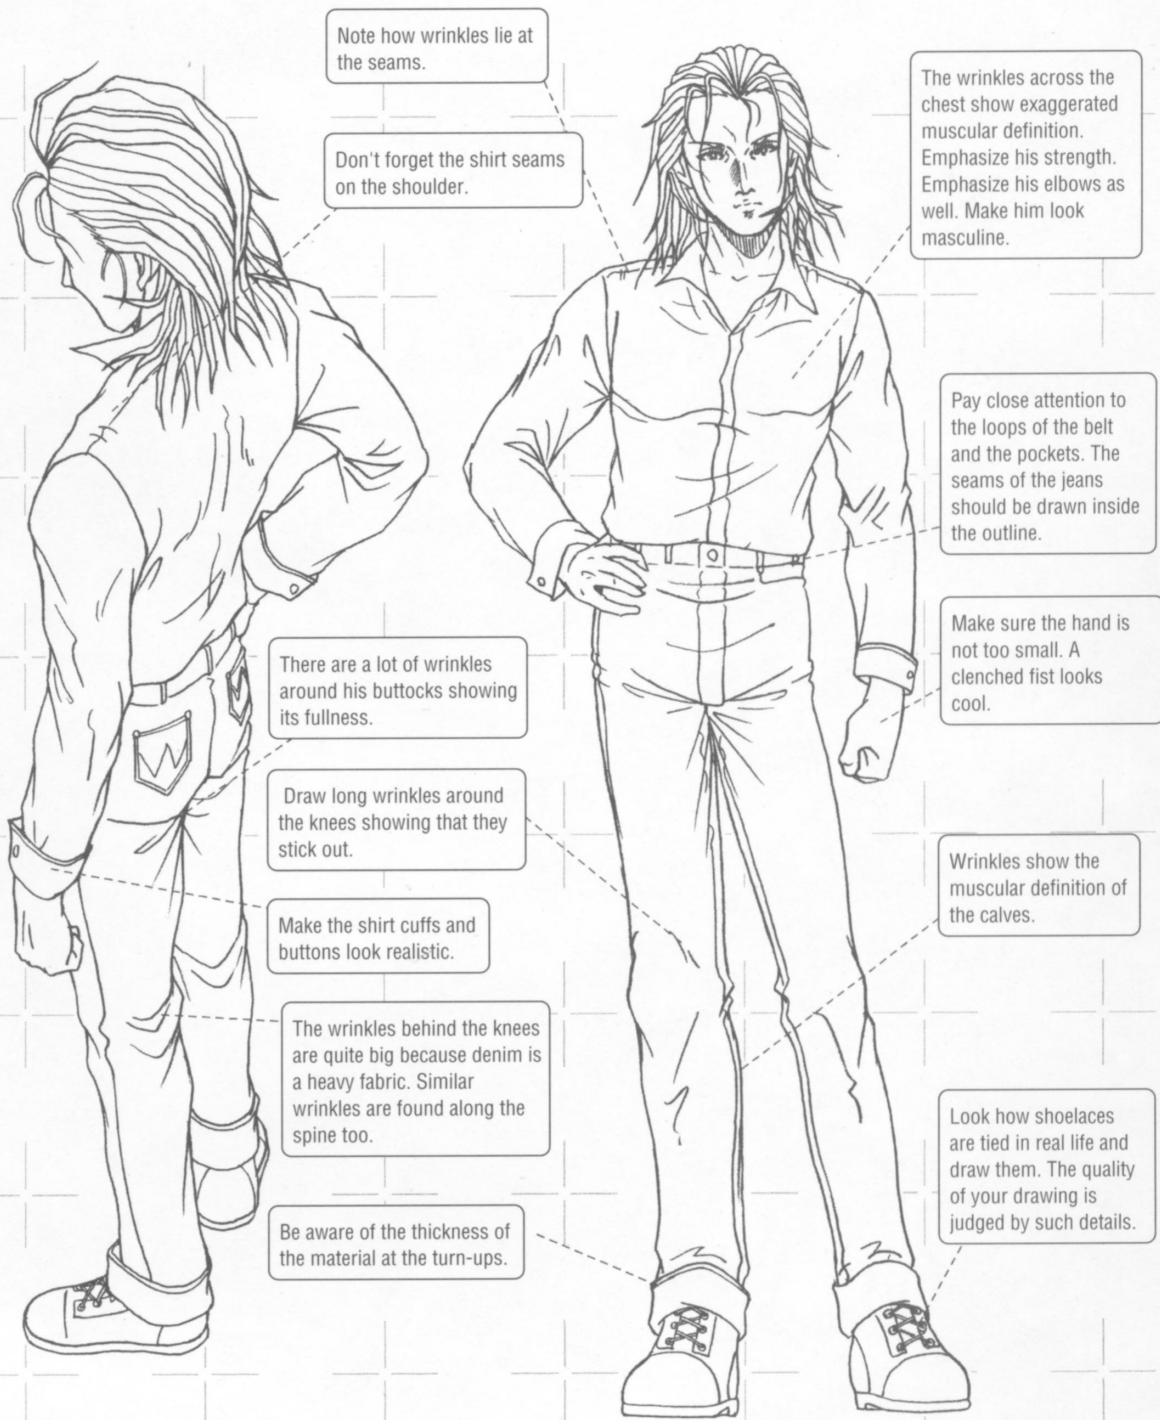 Note how wrinkles lie at
the seams.
Don't forget the shirt seams
on the shoulder.
The wrinkles across the
chest show exaggerated
muscular definition.
Emphasize his strength.
Emphasize his elbows as
well. Make him look
masculine.
Pay close attention to
the loops of the belt
and the pockets. The
seams of the jeans
should be drawn inside
the outline.
Make sure the hand is
not too small. A
clenched fist looks
cool.
There are a lot of wrinkles
around his buttocks showing
its fullness.
Draw long wrinkles around
the knees showing that they
stick out.
Wrinkles show the
muscular definition of
the calves.
Make the shirt cuffs and
buttons look realistic.
The wrinkles behind the knees
are quite big because denim is
a heavy fabric. Similar
wrinkles are found along the
spine too.
Look how shoelaces
are tied in real life and
draw them. The quality
of your drawing is
judged by such details.
Be aware of the thickness of
the material at the turn-ups.